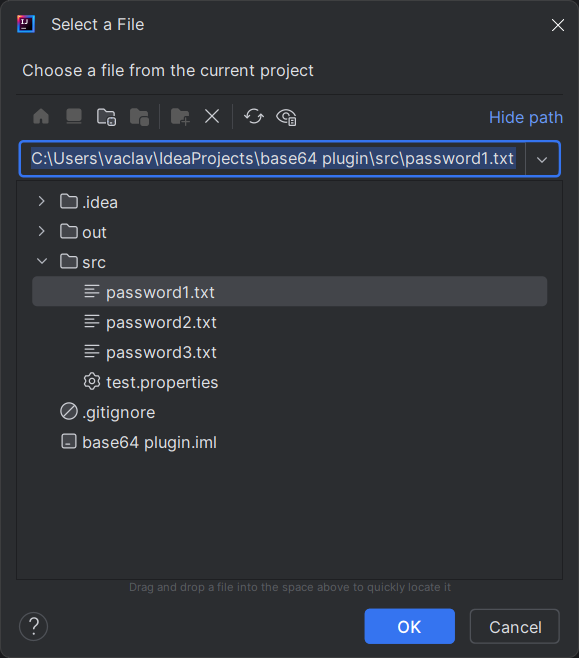 Select a File
Choose a file from the current project
Hide path
C:\Users\vaclav\IdeaProjects\base64 plugin\src\password1.txt
.idea
out
src
password1.txt
password2.txt
password3.txt
test.properties
.gitignore
base64 plugin.iml
Drag and drop a file into the space above to quickly locate it
?
OK
Cancel